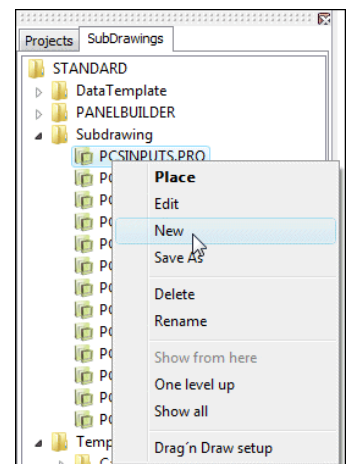 Projects SubDrawings
STANDARD
DataTemplate
PANELBUILDER
Subdrawing
PCSINPUTS.PRO
Place
Edit
New
Save As
Delete
Rename
Show from here
One level up
Show all
Drag´n Draw setup